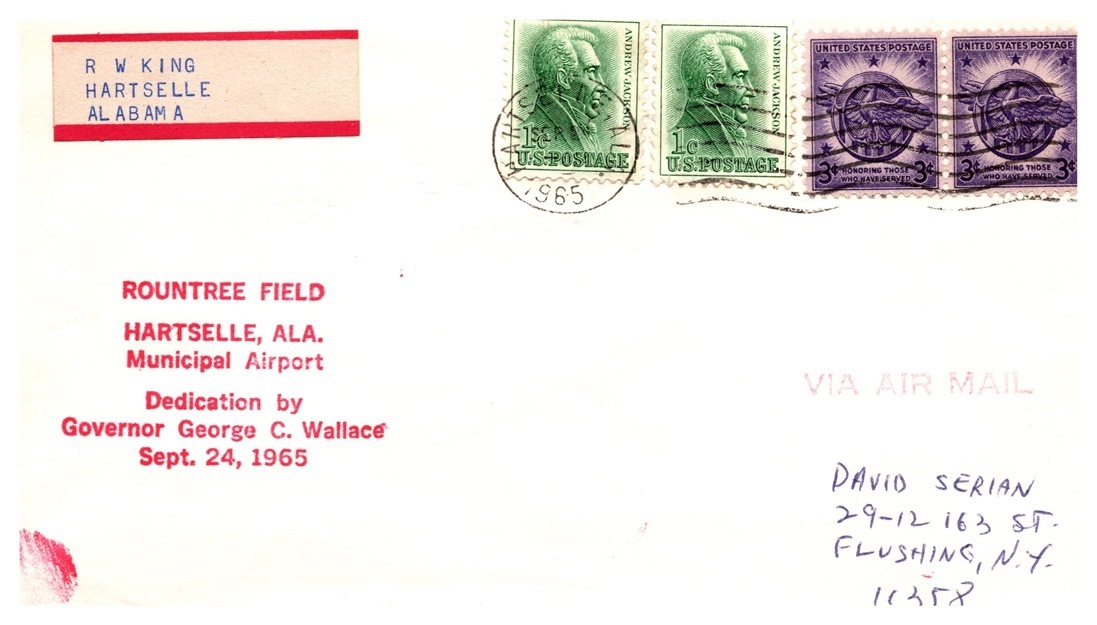 R W KING
HARTSELLE
ALABAMA
ANDREW JACKSON
1c
U.S. POSTAGE
ANDREW JACKSON
1c
U.S. POSTAGE
UNITED STATES POSTAGE
3¢ HONORING THOSE WHO HAVE SERVED 3¢
UNITED STATES POSTAGE
3¢ HONORING THOSE WHO HAVE SERVED 3¢
SEP
1965
ROUNTREE FIELD
HARTSELLE, ALA.
Municipal Airport
Dedication by
Governor George C. Wallace
Sept. 24, 1965
VIA AIR MAIL
DAVID SERIAN
29-12 163 ST.
FLUSHING, N.Y.
11358